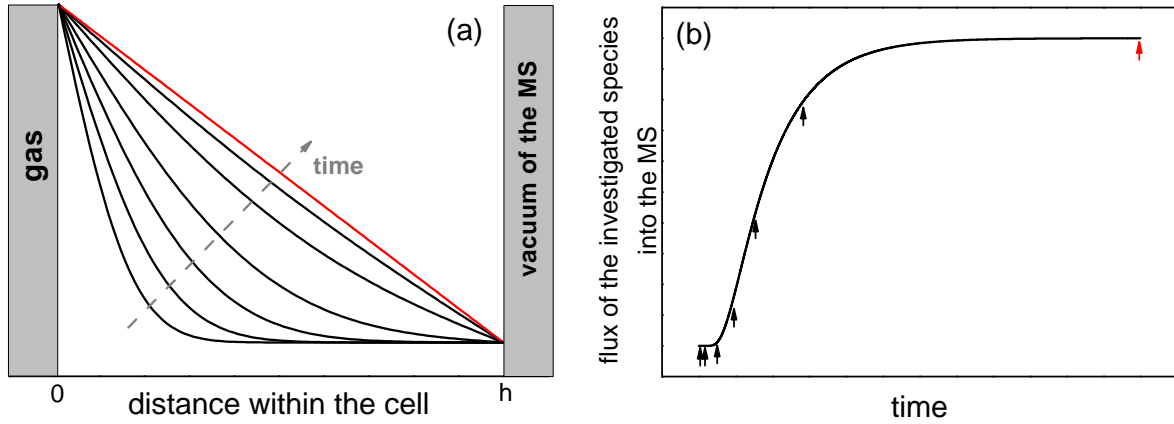 (a)
gas
time
vacuum of the MS
0
h
distance within the cell
(b)
flux of the investigated species
into the MS
time